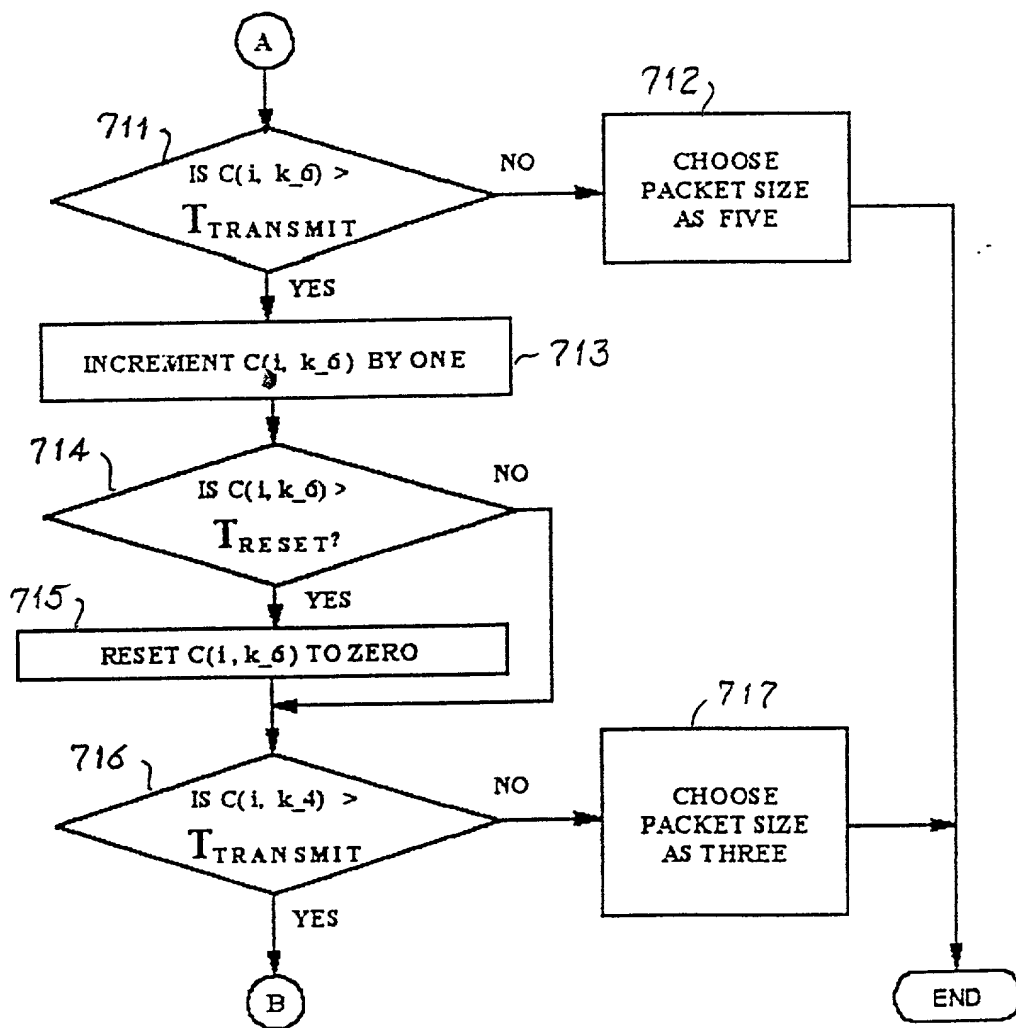 A
711
IS C(i, k_6) >
TTRANSMIT
NO
712
CHOOSE
PACKET SIZE
AS FIVE
YES
INCREMENT C(i, k_6) BY ONE
713
714
IS C(i, k_6) >
TRESET?
NO
YES
715
RESET C(i, k_6) TO ZERO
716
IS C(i, k_4) >
TTRANSMIT
NO
717
CHOOSE
PACKET SIZE
AS THREE
YES
B
END